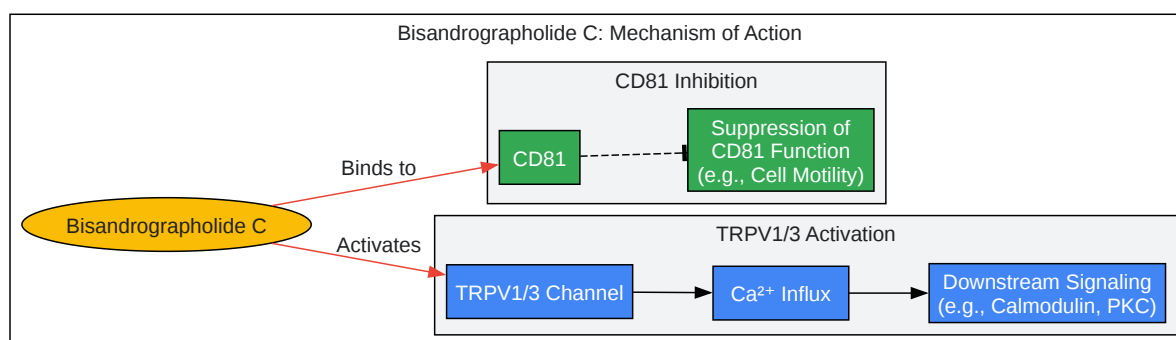 Bisandrographolide C: Mechanism of Action
CD81 Inhibition
CD81
Suppression of
CD81 Function
(e.g., Cell Motility)
Binds to
Bisandrographolide C
Activates
TRPV1/3 Activation
TRPV1/3 Channel
Ca²⁺ Influx
Downstream Signaling
(e.g., Calmodulin, PKC)